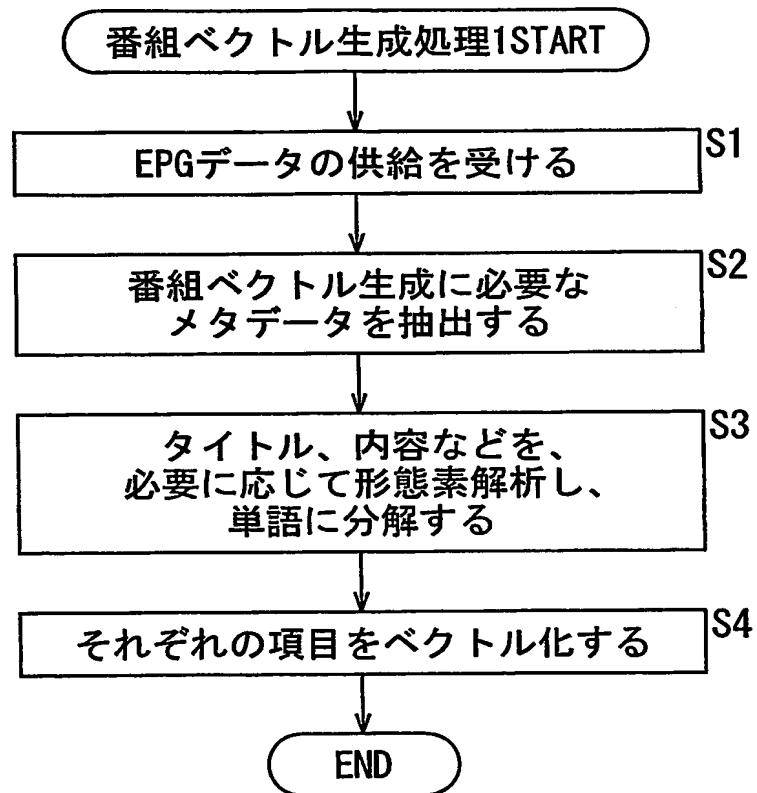 番組ベクトル生成処理1START
EPGデータの供給を受ける
S1
番組ベクトル生成に必要な
メタデータを抽出する
S2
タイトル、内容などを、
必要に応じて形態素解析し、
単語に分解する
S3
それぞれの項目をベクトル化する
S4
END